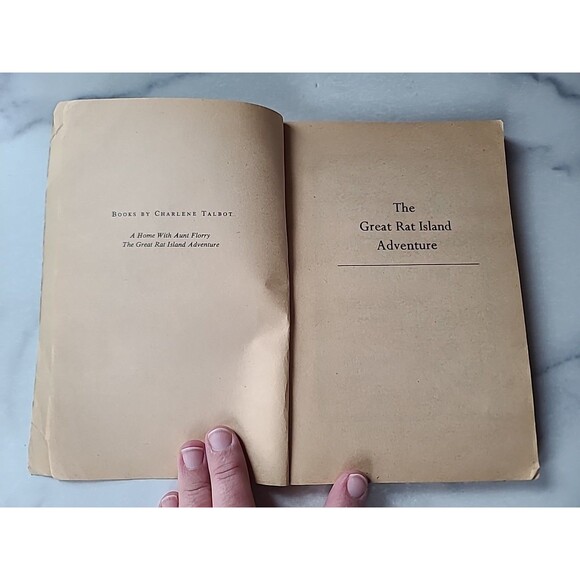 BOOKS BY CHARLENE TALBOT
A Home With Aunt Florry
The Great Rat Island Adventure
The
Great Rat Island
Adventure